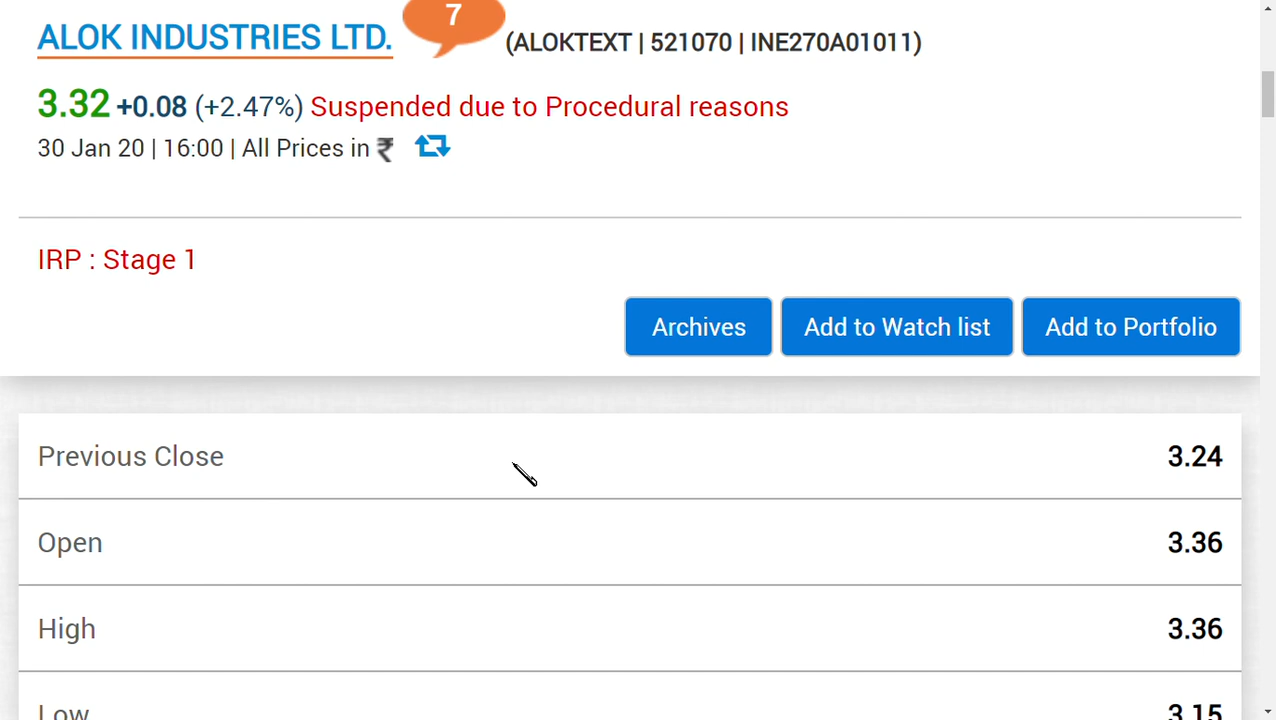 7
ALOK INDUSTRIES LTD. (ALOKTEXT | 521070 | INE270A01011)
3.32 +0.08 (+2.47%) Suspended due to Procedural reasons
30 Jan 20 | 16:00 | All Prices in ₹
IRP : Stage 1
Archives Add to Watch list Add to Portfolio
Previous Close 3.24
Open 3.36
High 3.36
Low 3.15